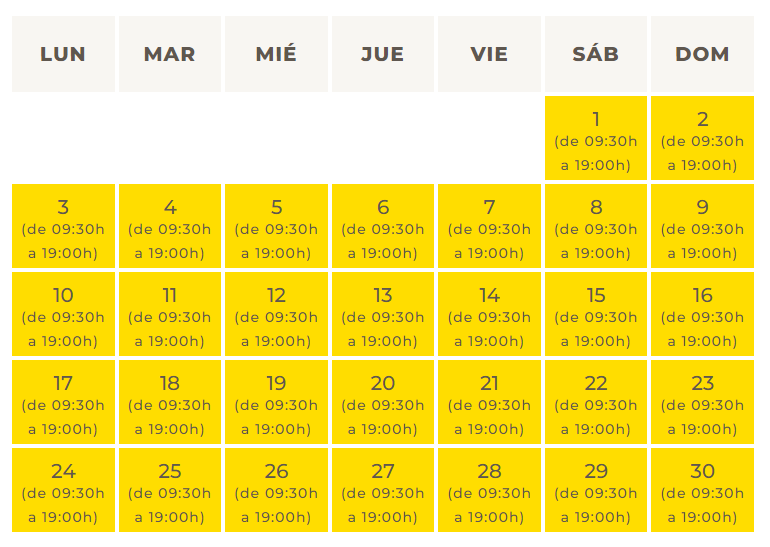 LUN MAR MIÉ JUE VIE SÁB DOM
1 2
(de 09:30h (de 09:30h
a 19:00h) a 19:00h)
3 4 5 6 7 8 9
(de 09:30h (de 09:30h (de 09:30h (de 09:30h (de 09:30h (de 09:30h (de 09:30h
a 19:00h) a 19:00h) a 19:00h) a 19:00h) a 19:00h) a 19:00h) a 19:00h)
10 11 12 13 14 15 16
(de 09:30h (de 09:30h (de 09:30h (de 09:30h (de 09:30h (de 09:30h (de 09:30h
a 19:00h) a 19:00h) a 19:00h) a 19:00h) a 19:00h) a 19:00h) a 19:00h)
17 18 19 20 21 22 23
(de 09:30h (de 09:30h (de 09:30h (de 09:30h (de 09:30h (de 09:30h (de 09:30h
a 19:00h) a 19:00h) a 19:00h) a 19:00h) a 19:00h) a 19:00h) a 19:00h)
24 25 26 27 28 29 30
(de 09:30h (de 09:30h (de 09:30h (de 09:30h (de 09:30h (de 09:30h (de 09:30h
a 19:00h) a 19:00h) a 19:00h) a 19:00h) a 19:00h) a 19:00h) a 19:00h)